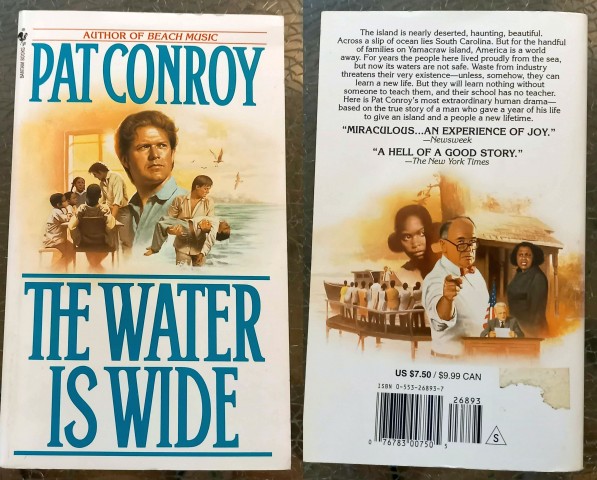 BANTAM BOOKS
AUTHOR OF BEACH MUSIC
PAT CONROY
THE WATER
IS WIDE
The island is nearly deserted, haunting, beautiful.
Across a slip of ocean lies South Carolina. But for the handful
of families on Yamacraw island, America is a world
away. For years the people here lived proudly from the sea,
but now its waters are not safe. Waste from industry
threatens their very existence—unless, somehow, they can
learn a new life. But they will learn nothing without
someone to teach them, and their school has no teacher.
Here is Pat Conroy's most extraordinary human drama—
based on the true story of a man who gave a year of his life
to give an island and a people a new lifetime.
"MIRACULOUS...AN EXPERIENCE OF JOY."
—Newsweek
"A HELL OF A GOOD STORY."
—The New York Times
US $7.50 / $9.99 CAN
ISBN 0-553-26893-7
26893
0 76783 00750 5
S